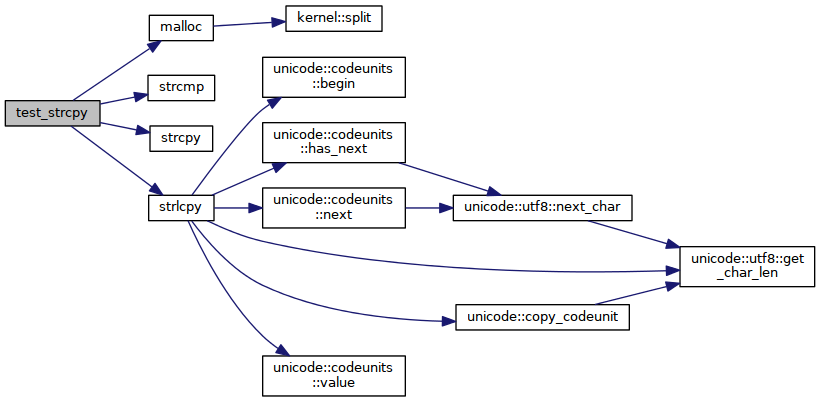 test_strcpy
malloc
kernel::split
strcmp
strcpy
strlcpy
unicode::codeunits
::begin
unicode::codeunits
::has_next
unicode::codeunits
::next
unicode::utf8::next_char
unicode::utf8::get
_char_len
unicode::copy_codeunit
unicode::codeunits
::value